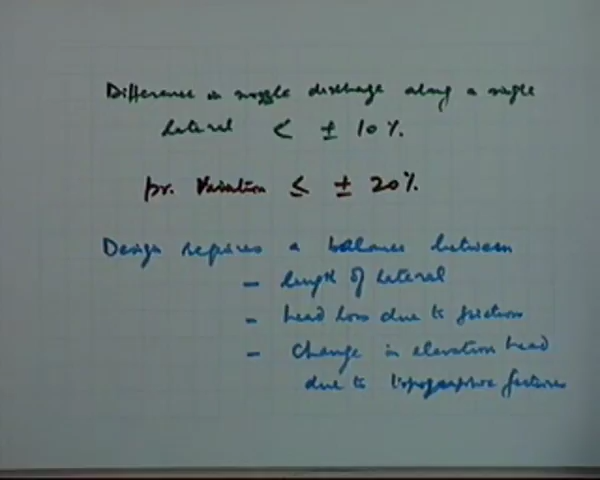 Difference in nozzle discharge along a single
lateral < ± 10%.
pr. Variation ≤ ± 20%.
Design requires a balance between
- length of lateral
- head loss due to friction
- change in elevation head
due to topographic features